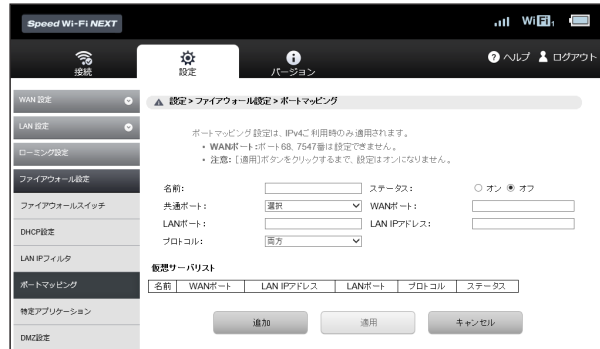 Speed Wi-Fi NEXT
WiFi 1
接続
設定
バージョン
ヘルプ ログアウト
WAN 設定
LAN 設定
ローミング設定
ファイアウォール設定
ファイアウォールスイッチ
DHCP設定
LAN IPフィルタ
ポートマッピング
特定アプリケーション
DMZ設定
設定 > ファイアウォール設定 > ポートマッピング
ポートマッピング設定は、IPv4ご利用時のみ適用されます。
• WANポート:ポート68、7547番は設定できません。
• 注意: [適用]ボタンをクリックするまで、設定はオンになりません。
名前: ステータス: オン オフ
共通ポート: 選択 WANポート:
LANポート: LAN IPアドレス:
プロトコル: 両方
仮想サーバリスト
名前 WANポート LAN IPアドレス LANポート プロトコル ステータス
追加 適用 キャンセル